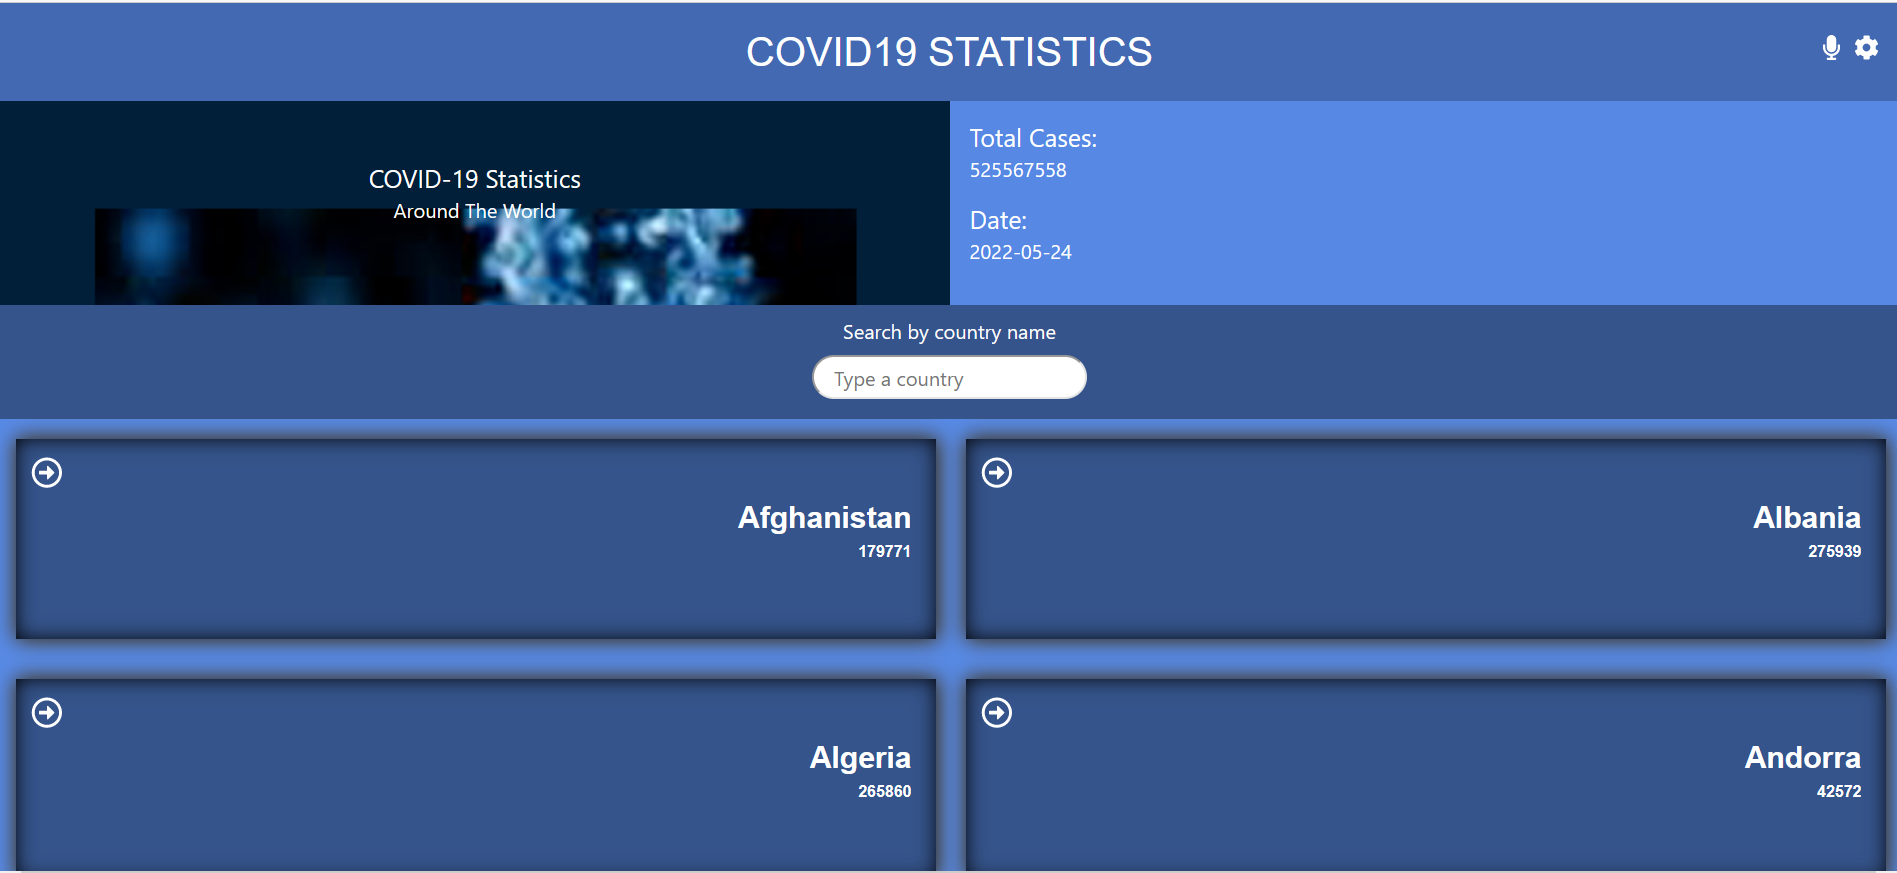 COVID19 STATISTICS
COVID-19 Statistics
Around The World
Total Cases:
525567558
Date:
2022-05-24
Search by country name
Type a country
Afghanistan
179771
Albania
275939
Algeria
265860
Andorra
42572